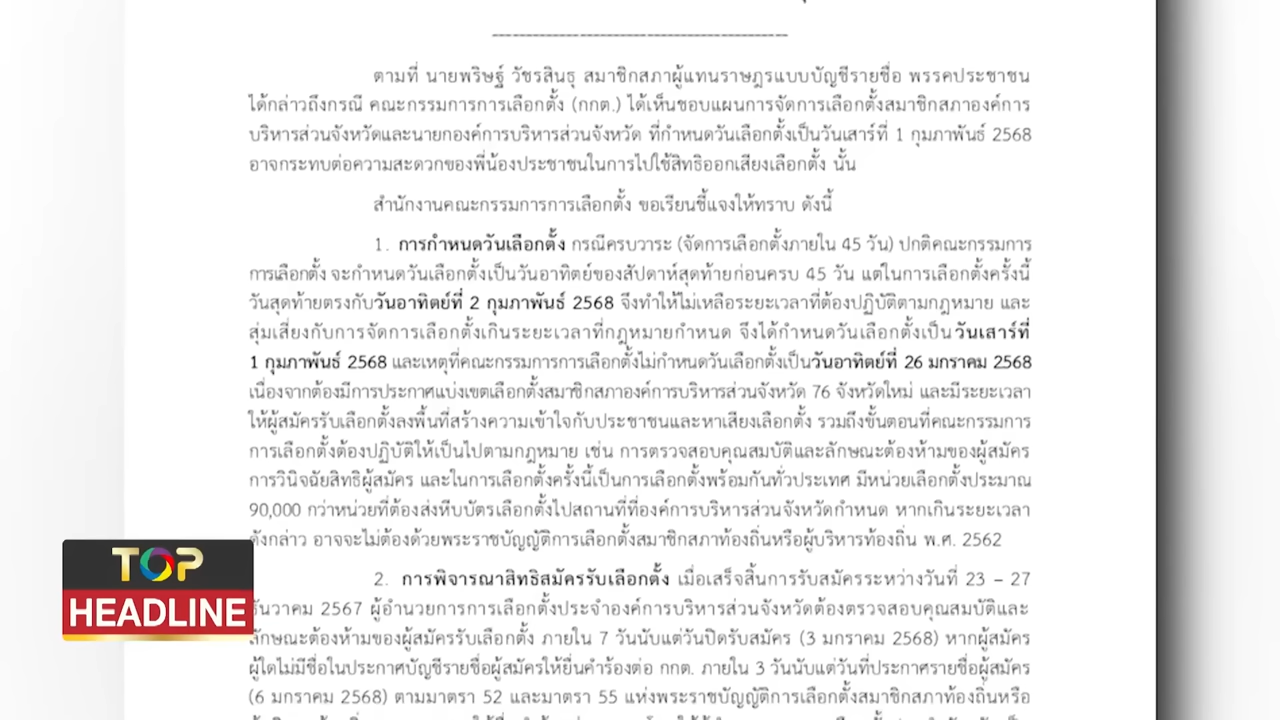 ตามที่ นายพริษฐ์ วัชรสินธุ สมาชิกสภาผู้แทนราษฎรแบบบัญชีรายชื่อ พรรคประชาชน
ได้กล่าวถึงกรณี คณะกรรมการการเลือกตั้ง (กกต.) ได้เห็นชอบแผนการจัดการเลือกตั้งสมาชิกสภาองค์การ
บริหารส่วนจังหวัดและนายกองค์การบริหารส่วนจังหวัด ที่กำหนดวันเลือกตั้งเป็นวันเสาร์ที่ 1 กุมภาพันธ์ 2568
อาจกระทบต่อความสะดวกของพี่น้องประชาชนในการไปใช้สิทธิออกเสียงเลือกตั้ง นั้น
สำนักงานคณะกรรมการการเลือกตั้ง ขอเรียนชี้แจงให้ทราบ ดังนี้
1. การกำหนดวันเลือกตั้ง กรณีครบวาระ (จัดการเลือกตั้งภายใน 45 วัน) ปกติคณะกรรมการ
การเลือกตั้ง จะกำหนดวันเลือกตั้งเป็นวันอาทิตย์ของสัปดาห์สุดท้ายก่อนครบ 45 วัน แต่ในการเลือกตั้งครั้งนี้
วันสุดท้ายตรงกับวันอาทิตย์ที่ 2 กุมภาพันธ์ 2568 จึงทำให้ไม่เหลือระยะเวลาที่ต้องปฏิบัติตามกฎหมาย และ
สุ่มเสี่ยงกับการจัดการเลือกตั้งเกินระยะเวลาที่กฎหมายกำหนด จึงได้กำหนดวันเลือกตั้งเป็น วันเสาร์ที่
1 กุมภาพันธ์ 2568 และเหตุที่คณะกรรมการการเลือกตั้งไม่กำหนดวันเลือกตั้งเป็นวันอาทิตย์ที่ 26 มกราคม 2568
เนื่องจากต้องมีการประกาศแบ่งเขตเลือกตั้งสมาชิกสภาองค์การบริหารส่วนจังหวัด 76 จังหวัดใหม่ และมีระยะเวลา
ให้ผู้สมัครรับเลือกตั้งลงพื้นที่สร้างความเข้าใจกับประชาชนและหาเสียงเลือกตั้ง รวมถึงขั้นตอนที่คณะกรรมการ
การเลือกตั้งต้องปฏิบัติให้เป็นไปตามกฎหมาย เช่น การตรวจสอบคุณสมบัติและลักษณะต้องห้ามของผู้สมัคร
การวินิจฉัยสิทธิผู้สมัคร และในการเลือกตั้งครั้งนี้เป็นการเลือกตั้งพร้อมกันทั่วประเทศ มีหน่วยเลือกตั้งประมาณ
90,000 กว่าหน่วยที่ต้องส่งหีบบัตรเลือกตั้งไปสถานที่ที่องค์การบริหารส่วนจังหวัดกำหนด หากเกินระยะเวลา
ดังกล่าว อาจจะไม่ต้องด้วยพระราชบัญญัติการเลือกตั้งสมาชิกสภาท้องถิ่นหรือผู้บริหารท้องถิ่น พ.ศ. 2562
2. การพิจารณาสิทธิสมัครรับเลือกตั้ง เมื่อเสร็จสิ้นการรับสมัครระหว่างวันที่ 23 – 27
ธันวาคม 2567 ผู้อำนวยการการเลือกตั้งประจำองค์การบริหารส่วนจังหวัดต้องตรวจสอบคุณสมบัติและ
ลักษณะต้องห้ามของผู้สมัครรับเลือกตั้ง ภายใน 7 วันนับแต่วันปิดรับสมัคร (3 มกราคม 2568) หากผู้สมัคร
ผู้ใดไม่มีชื่อในประกาศบัญชีรายชื่อผู้สมัครให้ยื่นคำร้องต่อ กกต. ภายใน 3 วันนับแต่วันที่ประกาศรายชื่อผู้สมัคร
(6 มกราคม 2568) ตามมาตรา 52 และมาตรา 55 แห่งพระราชบัญญัติการเลือกตั้งสมาชิกสภาท้องถิ่นหรือ
TOP
HEADLINE